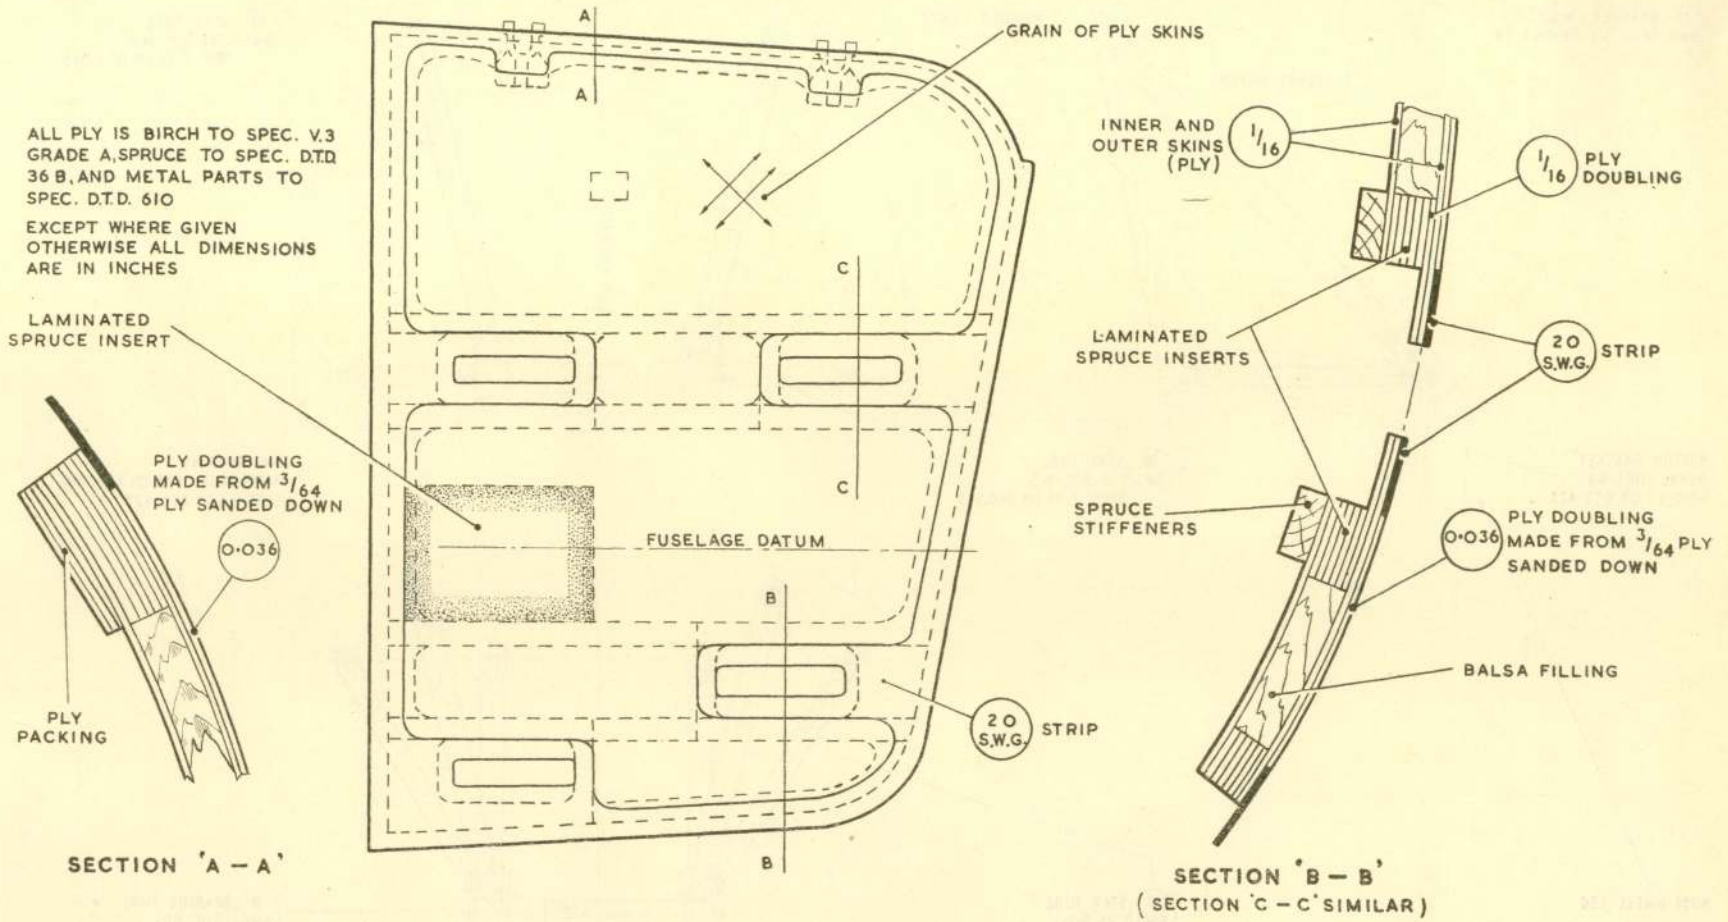 A
GRAIN OF PLY SKINS
A
ALL PLY IS BIRCH TO SPEC. V.3
GRADE A, SPRUCE TO SPEC. D.T.D.
36 B, AND METAL PARTS TO
SPEC. D.T.D. 610
EXCEPT WHERE GIVEN
OTHERWISE ALL DIMENSIONS
ARE IN INCHES
LAMINATED
SPRUCE INSERT
C
C
PLY DOUBLING
MADE FROM 3/64
PLY SANDED DOWN
0·036
PLY
PACKING
SECTION 'A — A'
FUSELAGE DATUM
B
B
20
S.W.G.
STRIP
INNER AND
OUTER SKINS
(PLY)
1/16
1/16
PLY
DOUBLING
LAMINATED
SPRUCE INSERTS
20
S.W.G.
STRIP
SPRUCE
STIFFENERS
0·036
PLY DOUBLING
MADE FROM 3/64 PLY
SANDED DOWN
BALSA FILLING
SECTION 'B — B'
(SECTION 'C — C' SIMILAR)